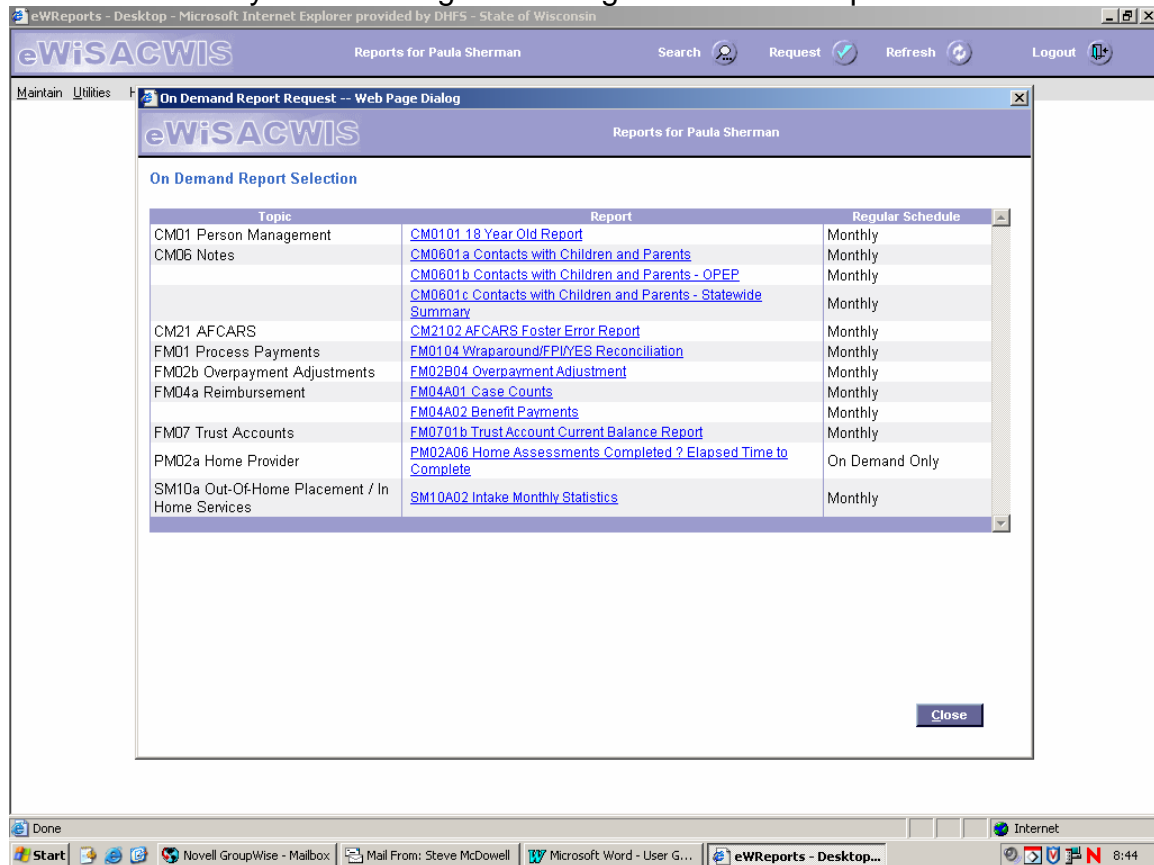 eWReports - Desktop - Microsoft Internet Explorer provided by DHFS - State of Wisconsin
eWiSACWIS Reports for Paula Sherman Search Request Refresh Logout
Maintain Utilities H
On Demand Report Request -- Web Page Dialog
eWiSACWIS Reports for Paula Sherman
On Demand Report Selection
Topic Report Regular Schedule
CM01 Person Management CM0101 18 Year Old Report Monthly
CM06 Notes CM0601a Contacts with Children and Parents Monthly
CM0601b Contacts with Children and Parents - OPEP Monthly
CM0601c Contacts with Children and Parents - Statewide
Summary Monthly
CM21 AFCARS CM2102 AFCARS Foster Error Report Monthly
FM01 Process Payments FM0104 Wraparound/FPI/YES Reconciliation Monthly
FM02b Overpayment Adjustments FM02B04 Overpayment Adjustment Monthly
FM04a Reimbursement FM04A01 Case Counts Monthly
FM04A02 Benefit Payments Monthly
FM07 Trust Accounts FM0701b Trust Account Current Balance Report Monthly
PM02a Home Provider PM02A06 Home Assessments Completed ? Elapsed Time to
Complete On Demand Only
SM10a Out-Of-Home Placement / In
Home Services SM10A02 Intake Monthly Statistics Monthly
Close
Done Internet
Start Novell GroupWise - Mailbox Mail From: Steve McDowell Microsoft Word - User G... eWReports - Desktop... 8:44